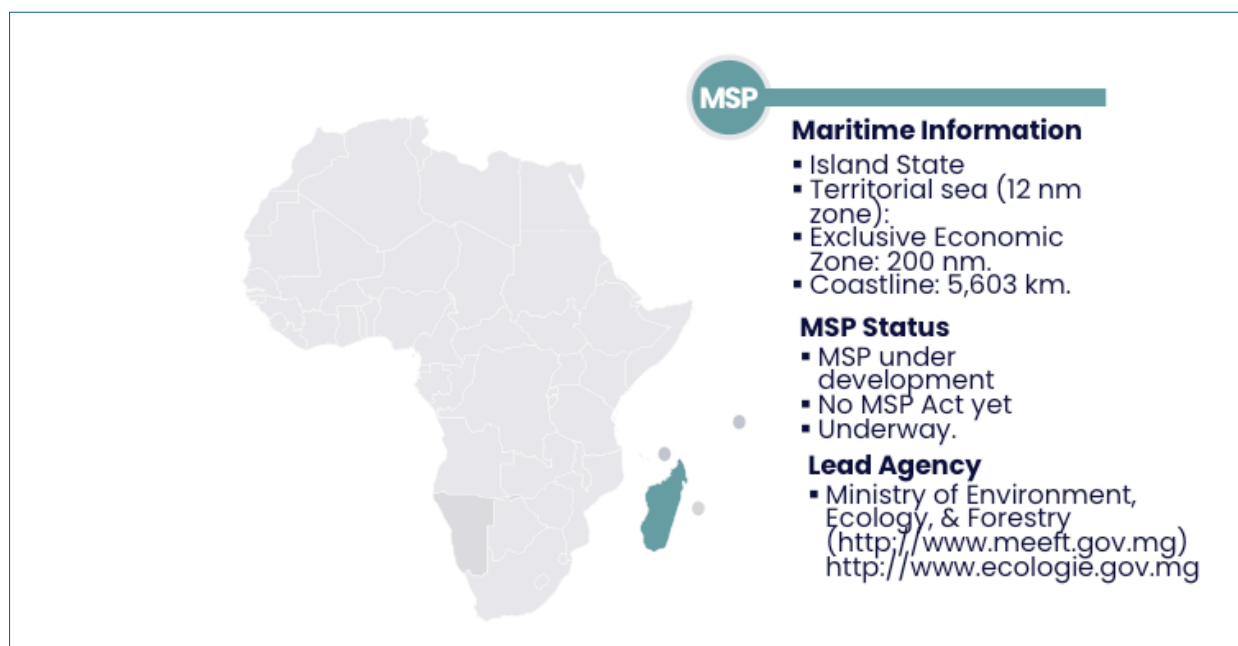 MSP
Maritime Information
▪ Island State
▪ Territorial sea (12 nm
zone):
▪ Exclusive Economic
Zone: 200 nm.
▪ Coastline: 5,603 km.
MSP Status
▪ MSP under
development
▪ No MSP Act yet
▪ Underway.
Lead Agency
▪ Ministry of Environment,
Ecology, & Forestry
(http://www.meeft.gov.mg)
http://www.ecologie.gov.mg